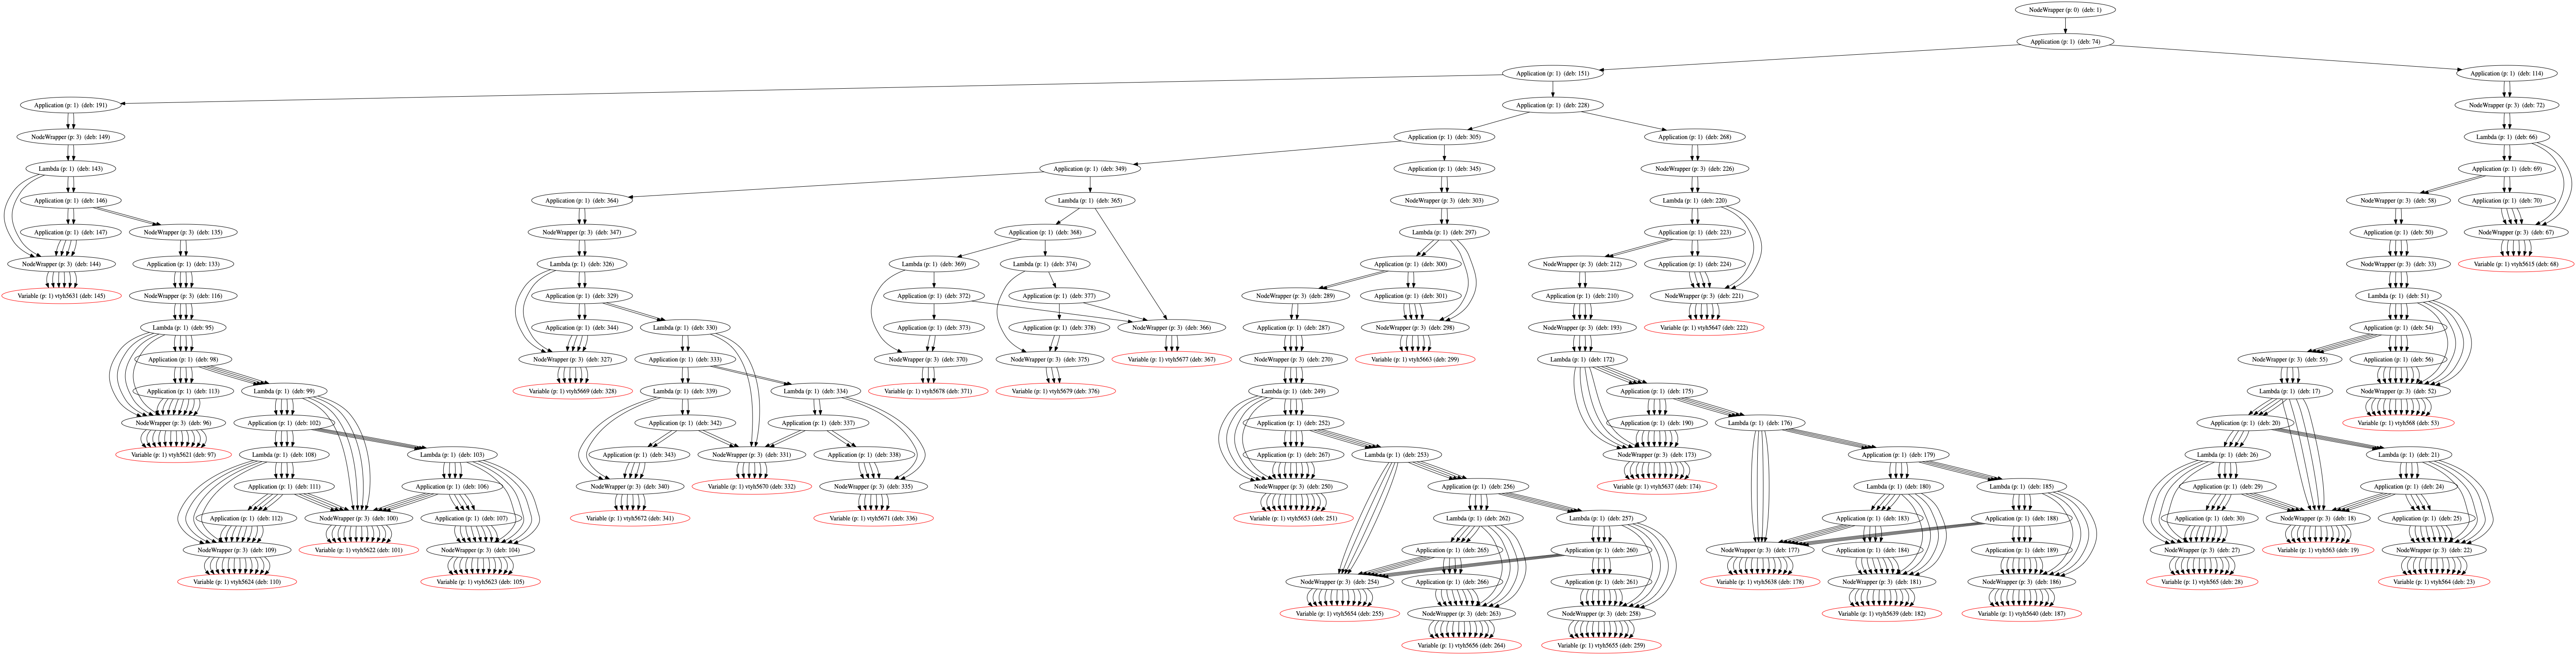 NodeWrapper (p: 0) (deb: 1)
Application (p: 1) (deb: 74)
Application (p: 1) (deb: 151)
Application (p: 1) (deb: 114)
Application (p: 1) (deb: 191)
Application (p: 1) (deb: 228)
NodeWrapper (p: 3) (deb: 72)
NodeWrapper (p: 3) (deb: 149)
Application (p: 1) (deb: 305)
Application (p: 1) (deb: 268)
Lambda (p: 1) (deb: 66)
Lambda (p: 1) (deb: 143)
Application (p: 1) (deb: 349)
Application (p: 1) (deb: 345)
NodeWrapper (p: 3) (deb: 226)
Application (p: 1) (deb: 69)
Application (p: 1) (deb: 146)
Application (p: 1) (deb: 364)
Lambda (p: 1) (deb: 365)
NodeWrapper (p: 3) (deb: 303)
Lambda (p: 1) (deb: 220)
NodeWrapper (p: 3) (deb: 58)
Application (p: 1) (deb: 70)
Application (p: 1) (deb: 147)
NodeWrapper (p: 3) (deb: 135)
NodeWrapper (p: 3) (deb: 347)
Application (p: 1) (deb: 368)
Lambda (p: 1) (deb: 297)
Application (p: 1) (deb: 223)
Application (p: 1) (deb: 50)
NodeWrapper (p: 3) (deb: 67)
NodeWrapper (p: 3) (deb: 144)
Application (p: 1) (deb: 133)
Lambda (p: 1) (deb: 326)
Lambda (p: 1) (deb: 369)
Lambda (p: 1) (deb: 374)
Application (p: 1) (deb: 300)
NodeWrapper (p: 3) (deb: 212)
Application (p: 1) (deb: 224)
NodeWrapper (p: 3) (deb: 33)
Variable (p: 1) vtyh5615 (deb: 68)
Variable (p: 1) vtyh5631 (deb: 145)
NodeWrapper (p: 3) (deb: 116)
Application (p: 1) (deb: 329)
Application (p: 1) (deb: 372)
Application (p: 1) (deb: 377)
NodeWrapper (p: 3) (deb: 289)
Application (p: 1) (deb: 301)
Application (p: 1) (deb: 210)
NodeWrapper (p: 3) (deb: 221)
Lambda (p: 1) (deb: 51)
Lambda (p: 1) (deb: 95)
Application (p: 1) (deb: 344)
Lambda (p: 1) (deb: 330)
Application (p: 1) (deb: 373)
Application (p: 1) (deb: 378)
NodeWrapper (p: 3) (deb: 366)
Application (p: 1) (deb: 287)
NodeWrapper (p: 3) (deb: 298)
NodeWrapper (p: 3) (deb: 193)
Variable (p: 1) vtyh5647 (deb: 222)
Application (p: 1) (deb: 54)
Application (p: 1) (deb: 98)
NodeWrapper (p: 3) (deb: 327)
Application (p: 1) (deb: 333)
NodeWrapper (p: 3) (deb: 370)
NodeWrapper (p: 3) (deb: 375)
Variable (p: 1) vtyh5677 (deb: 367)
NodeWrapper (p: 3) (deb: 270)
Variable (p: 1) vtyh5663 (deb: 299)
Lambda (p: 1) (deb: 172)
NodeWrapper (p: 3) (deb: 55)
Application (p: 1) (deb: 56)
Application (p: 1) (deb: 113)
Lambda (p: 1) (deb: 99)
Variable (p: 1) vtyh5669 (deb: 328)
Lambda (p: 1) (deb: 339)
Lambda (p: 1) (deb: 334)
Variable (p: 1) vtyh5678 (deb: 371)
Variable (p: 1) vtyh5679 (deb: 376)
Lambda (p: 1) (deb: 249)
Application (p: 1) (deb: 175)
Lambda (p: 1) (deb: 17)
NodeWrapper (p: 3) (deb: 52)
NodeWrapper (p: 3) (deb: 96)
Application (p: 1) (deb: 102)
Application (p: 1) (deb: 342)
Application (p: 1) (deb: 337)
Application (p: 1) (deb: 252)
Application (p: 1) (deb: 190)
Lambda (p: 1) (deb: 176)
Application (p: 1) (deb: 20)
Variable (p: 1) vtyh568 (deb: 53)
Variable (p: 1) vtyh5621 (deb: 97)
Lambda (p: 1) (deb: 108)
Lambda (p: 1) (deb: 103)
Application (p: 1) (deb: 343)
NodeWrapper (p: 3) (deb: 331)
Application (p: 1) (deb: 338)
Application (p: 1) (deb: 267)
Lambda (p: 1) (deb: 253)
NodeWrapper (p: 3) (deb: 173)
Application (p: 1) (deb: 179)
Lambda (p: 1) (deb: 26)
Lambda (p: 1) (deb: 21)
Application (p: 1) (deb: 111)
Application (p: 1) (deb: 106)
NodeWrapper (p: 3) (deb: 340)
Variable (p: 1) vtyh5670 (deb: 332)
NodeWrapper (p: 3) (deb: 335)
NodeWrapper (p: 3) (deb: 250)
Application (p: 1) (deb: 256)
Variable (p: 1) vtyh5637 (deb: 174)
Lambda (p: 1) (deb: 180)
Lambda (p: 1) (deb: 185)
Application (p: 1) (deb: 29)
Application (p: 1) (deb: 24)
Application (p: 1) (deb: 112)
NodeWrapper (p: 3) (deb: 100)
Application (p: 1) (deb: 107)
Variable (p: 1) vtyh5672 (deb: 341)
Variable (p: 1) vtyh5671 (deb: 336)
Variable (p: 1) vtyh5653 (deb: 251)
Lambda (p: 1) (deb: 262)
Lambda (p: 1) (deb: 257)
Application (p: 1) (deb: 183)
Application (p: 1) (deb: 188)
Application (p: 1) (deb: 30)
NodeWrapper (p: 3) (deb: 18)
Application (p: 1) (deb: 25)
NodeWrapper (p: 3) (deb: 109)
Variable (p: 1) vtyh5622 (deb: 101)
NodeWrapper (p: 3) (deb: 104)
Application (p: 1) (deb: 265)
Application (p: 1) (deb: 260)
NodeWrapper (p: 3) (deb: 177)
Application (p: 1) (deb: 184)
Application (p: 1) (deb: 189)
NodeWrapper (p: 3) (deb: 27)
Variable (p: 1) vtyh563 (deb: 19)
NodeWrapper (p: 3) (deb: 22)
Variable (p: 1) vtyh5624 (deb: 110)
Variable (p: 1) vtyh5623 (deb: 105)
NodeWrapper (p: 3) (deb: 254)
Application (p: 1) (deb: 266)
Application (p: 1) (deb: 261)
Variable (p: 1) vtyh5638 (deb: 178)
NodeWrapper (p: 3) (deb: 181)
NodeWrapper (p: 3) (deb: 186)
Variable (p: 1) vtyh565 (deb: 28)
Variable (p: 1) vtyh564 (deb: 23)
Variable (p: 1) vtyh5654 (deb: 255)
NodeWrapper (p: 3) (deb: 263)
NodeWrapper (p: 3) (deb: 258)
Variable (p: 1) vtyh5639 (deb: 182)
Variable (p: 1) vtyh5640 (deb: 187)
Variable (p: 1) vtyh5656 (deb: 264)
Variable (p: 1) vtyh5655 (deb: 259)